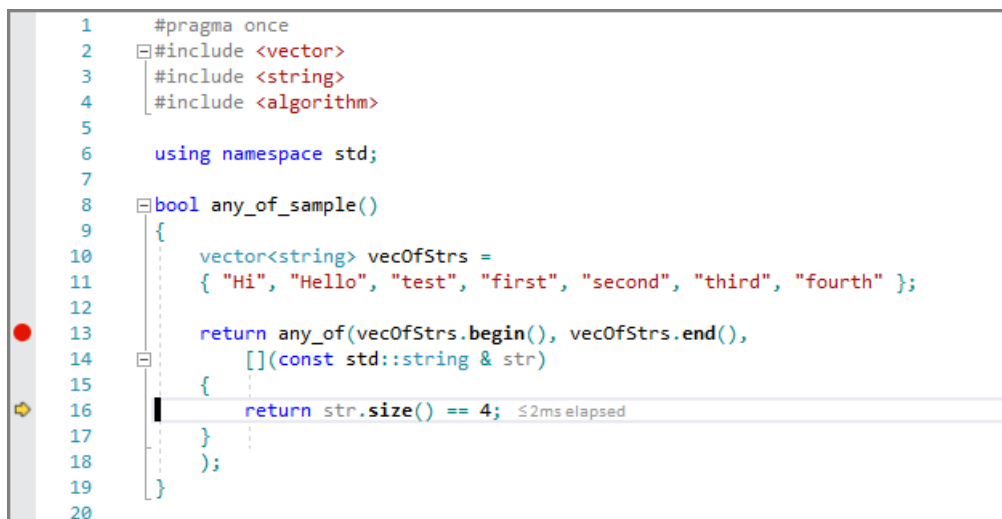 1 #pragma once
2 #include <vector>
3 #include <string>
4 #include <algorithm>
5
6 using namespace std;
7
8 bool any_of_sample()
9 {
10 vector<string> vecOfStrs =
11 { "Hi", "Hello", "test", "first", "second", "third", "fourth" };
12
13 return any_of(vecOfStrs.begin(), vecOfStrs.end(),
14 [](const std::string & str)
15 {
16 return str.size() == 4; ≤2ms elapsed
17 }
18 );
19 }
20